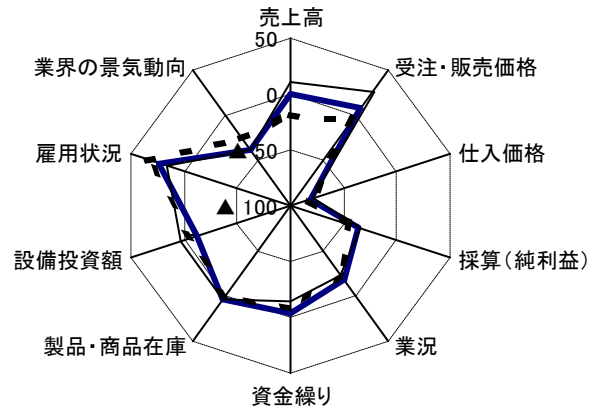 売上高
50
業界の景気動向
受注・販売価格
0
雇用状況
▲ 50
仕入価格
▲ 100
設備投資額
採算(純利益)
製品・商品在庫
業況
資金繰り